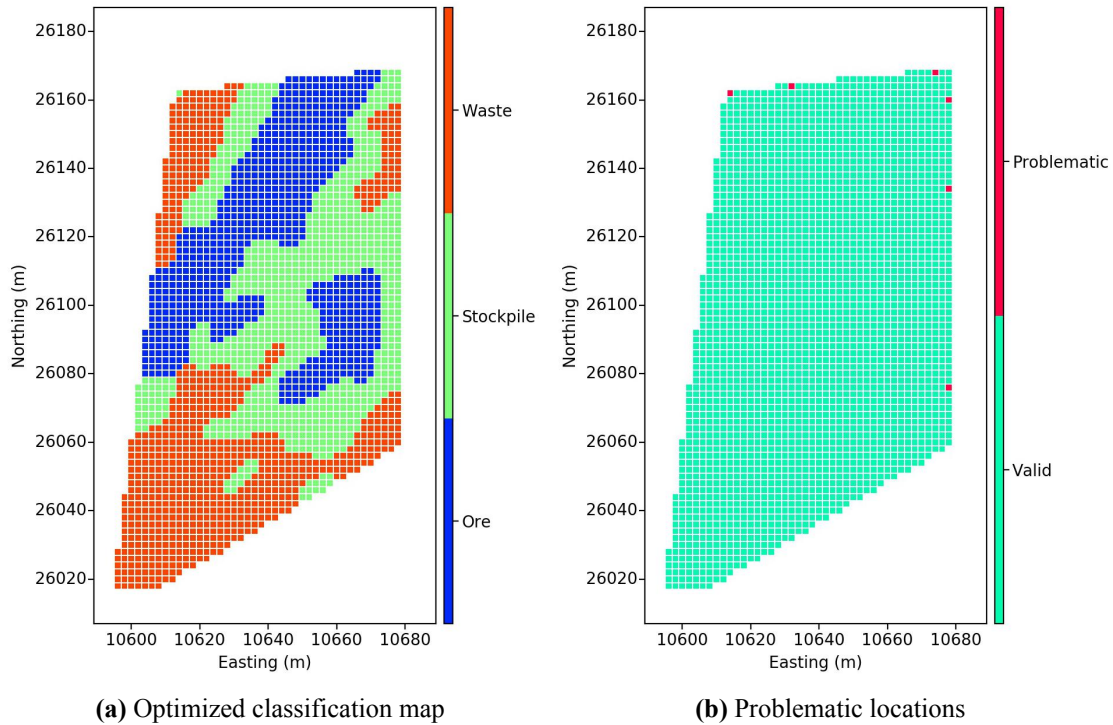 26180
26160
26140
26120
26100
26080
26060
26040
26020
Northing (m)
10600 10620 10640 10660 10680
Easting (m)
Waste
Stockpile
Ore
(a) Optimized classification map
26180
26160
26140
26120
26100
26080
26060
26040
26020
Northing (m)
10600 10620 10640 10660 10680
Easting (m)
Problematic
Valid
(b) Problematic locations